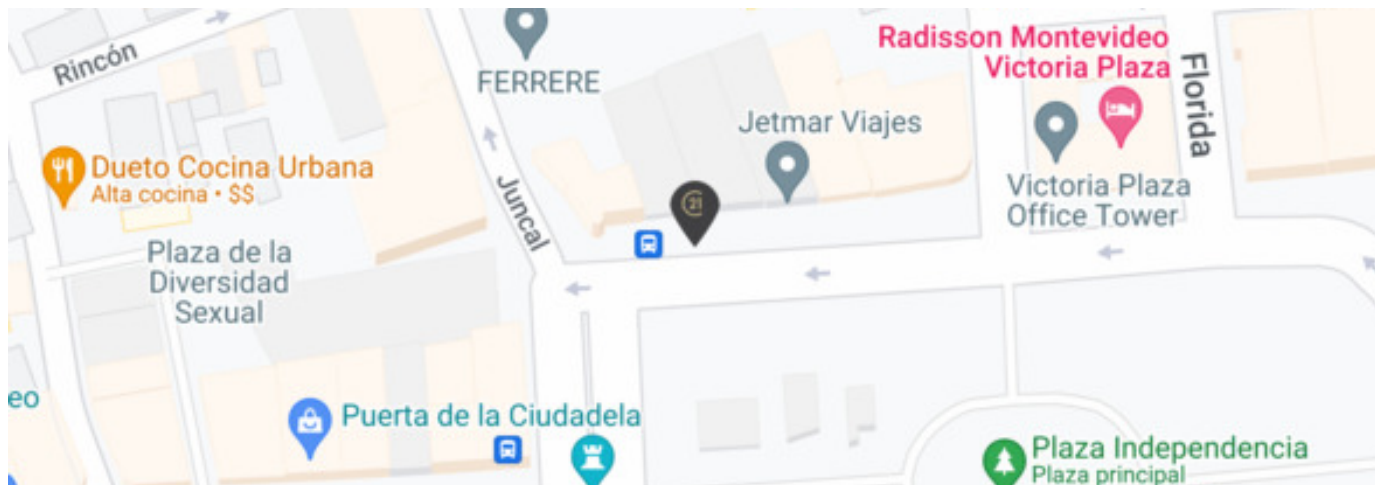 Rincón
FERRERE
Radisson Montevideo
Victoria Plaza
Florida
Jetmar Viajes
Dueto Cocina Urbana
Alta cocina • $$
Juncal
21
Victoria Plaza
Office Tower
Plaza de la
Diversidad
Sexual
eo
Puerta de la Ciudadela
Plaza Independencia
Plaza principal